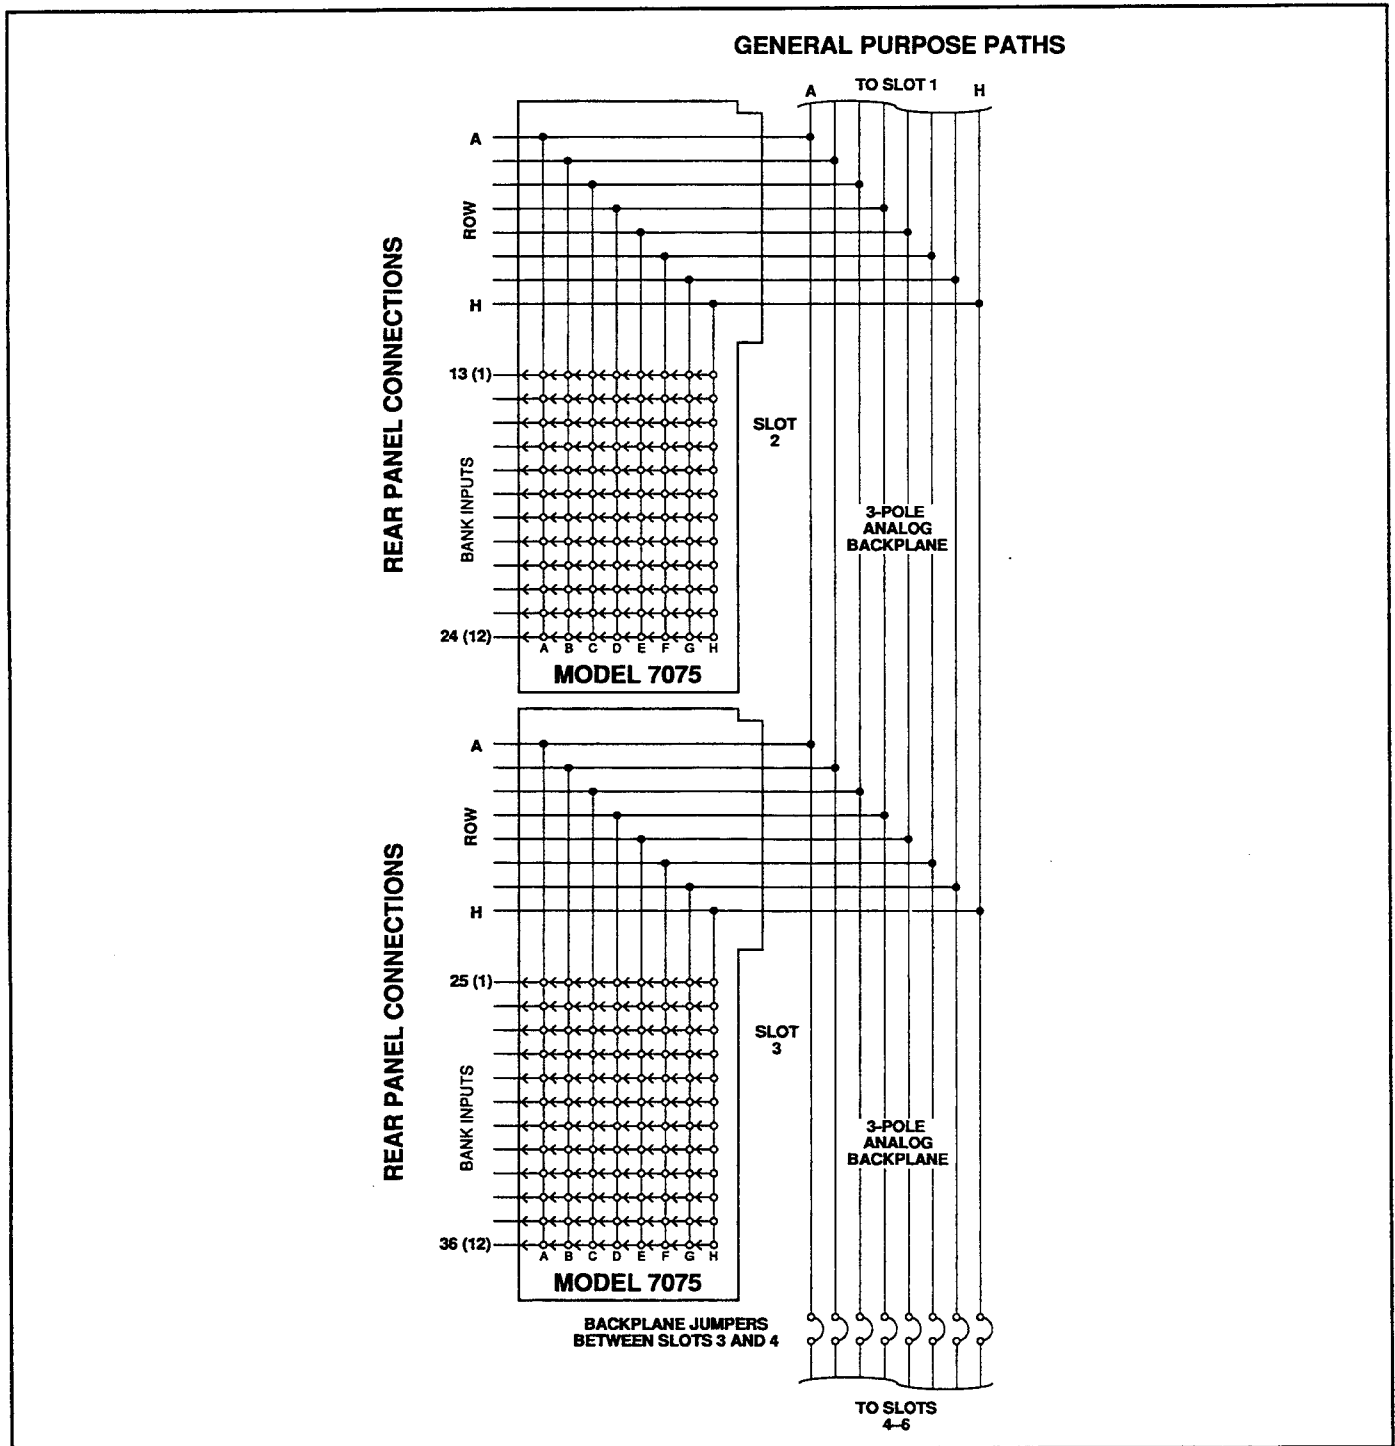 GENERAL PURPOSE PATHS
A
TO SLOT 1
H
A
ROW
H
REAR PANEL CONNECTIONS
13 (1)
BANK INPUTS
24 (12)
A B C D E F G H
MODEL 7075
SLOT
2
3-POLE
ANALOG
BACKPLANE
A
ROW
H
REAR PANEL CONNECTIONS
25 (1)
BANK INPUTS
36 (12)
A B C D E F G H
MODEL 7075
SLOT
3
3-POLE
ANALOG
BACKPLANE
BACKPLANE JUMPERS
BETWEEN SLOTS 3 AND 4
TO SLOTS
4–6